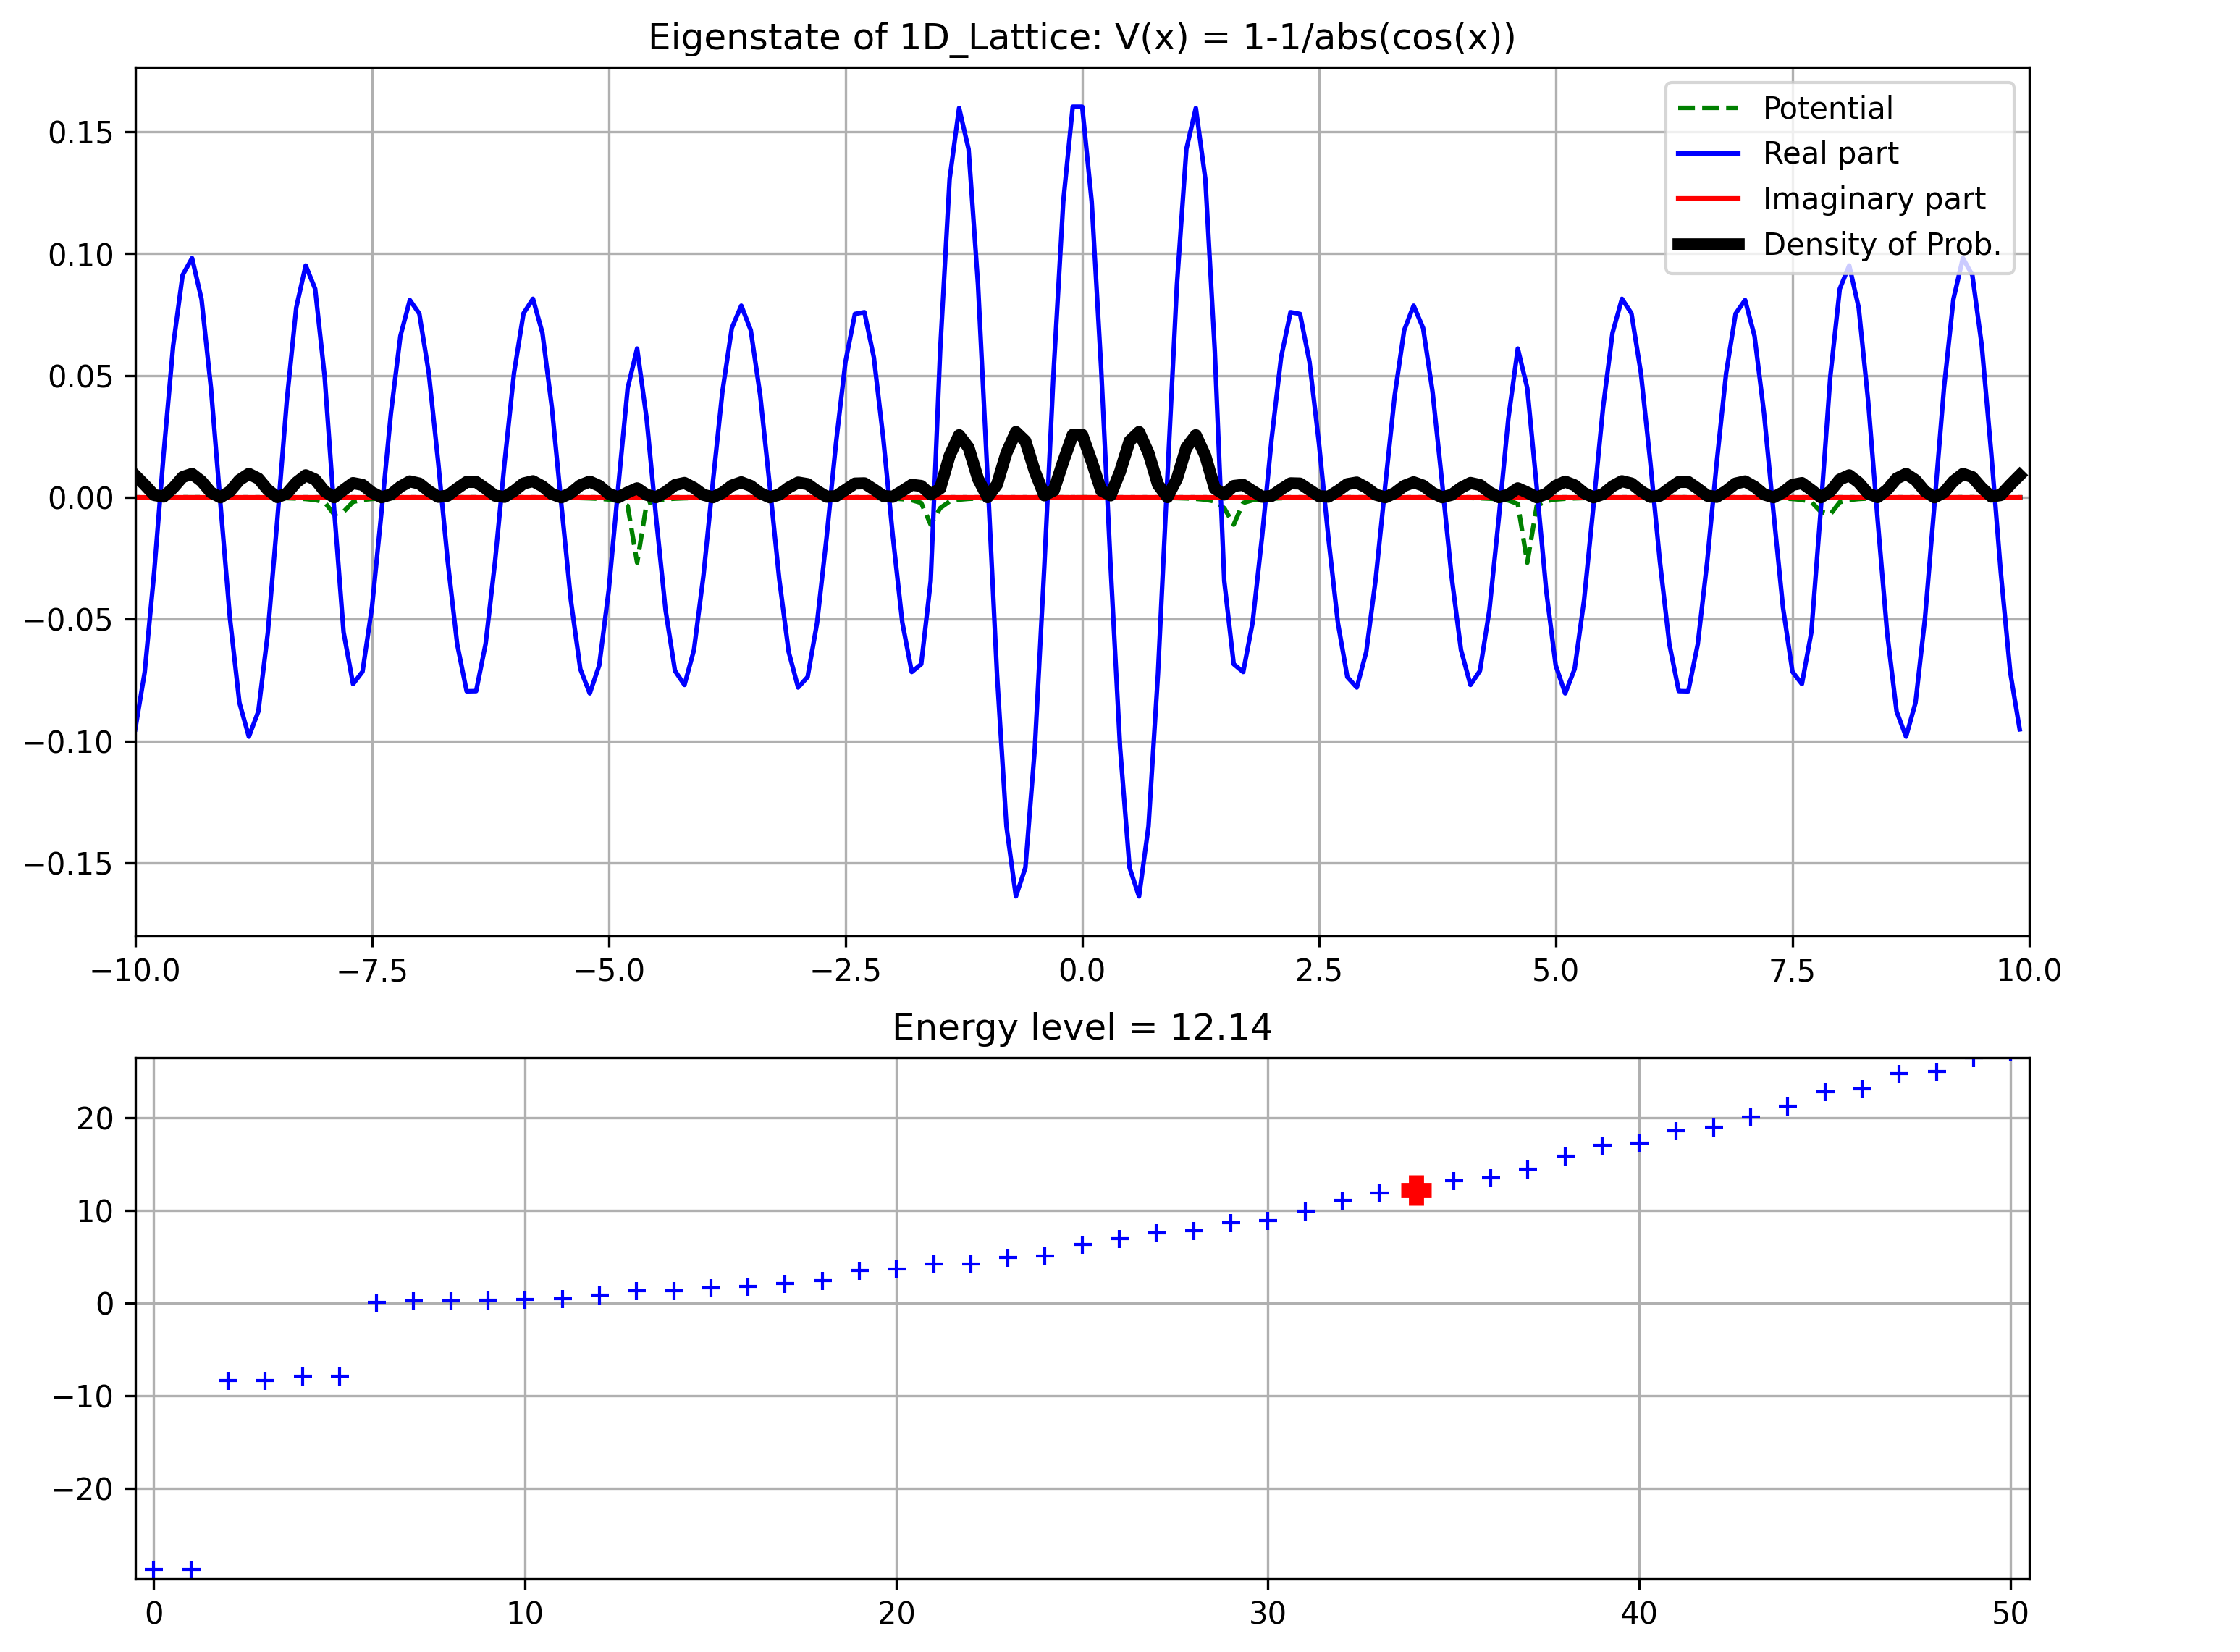 Eigenstate of 1D_Lattice: V(x) = 1-1/abs(cos(x))
Potential
Real part
Imaginary part
Density of Prob.
0.15
0.10
0.05
0.00
−0.05
−0.10
−0.15
−10.0 −7.5 −5.0 −2.5 0.0 2.5 5.0 7.5 10.0
Energy level = 12.14
20
10
0
−10
−20
0 10 20 30 40 50